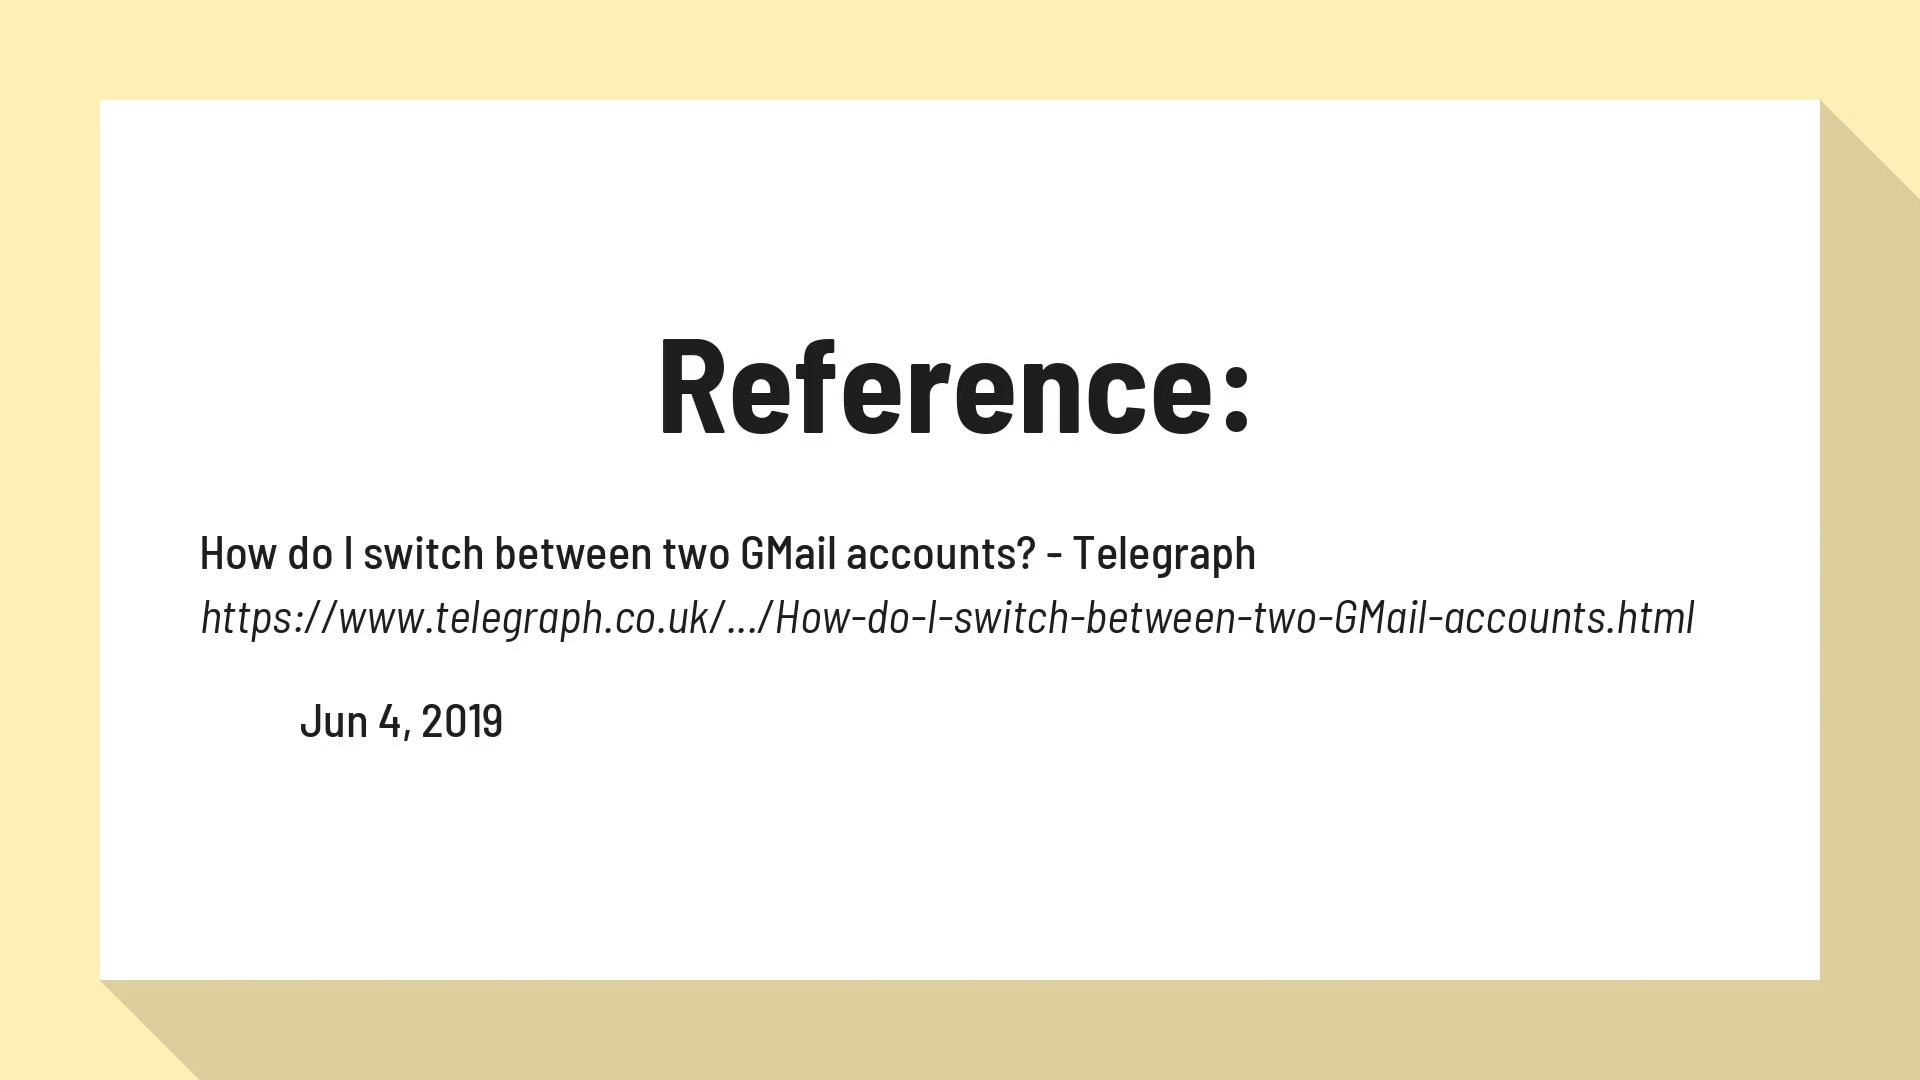 Reference:
How do I switch between two GMail accounts? - Telegraph
https://www.telegraph.co.uk/.../How-do-I-switch-between-two-GMail-accounts.html
Jun 4, 2019